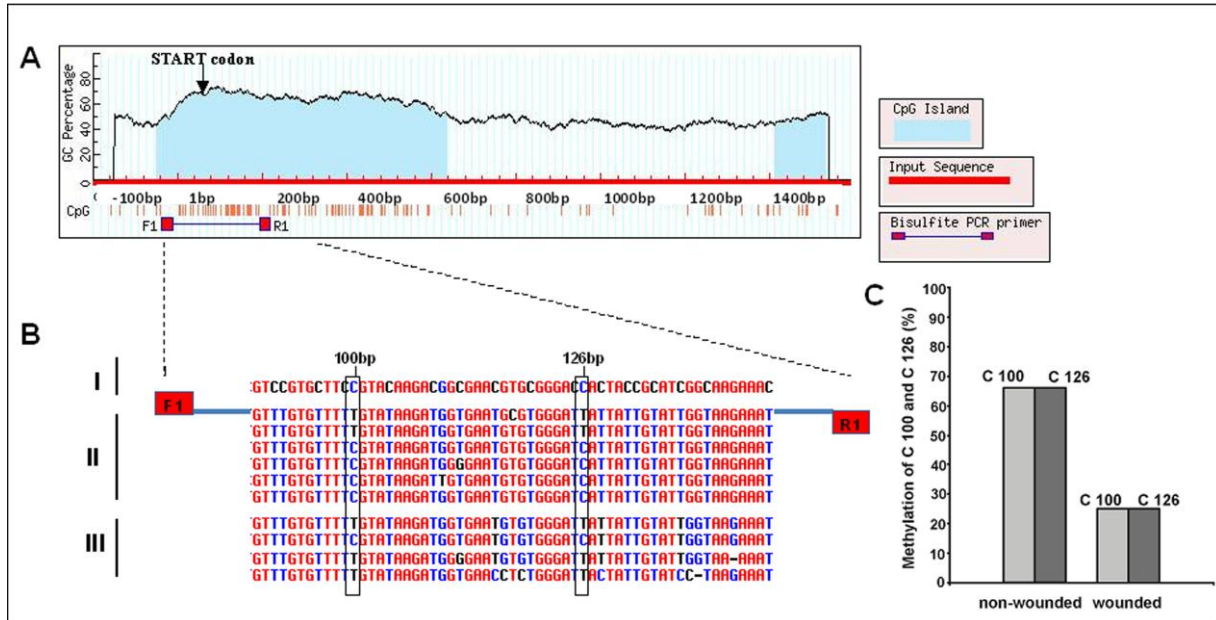 A
START codon
GC Percentage
0 20 40 60 80
-100bp 1bp 200bp 400bp 600bp 800bp 1000bp 1200bp 1400bp
CpG
F1 R1
CpG Island
Input Sequence
Bisulfite PCR primer
B
100bp 126bp
I
GTCCGTGCTTCCGTACAAGACGGCGAACGTGCGGGACCACTACCGCATCGGCAAGAAAC
F1
R1
II
GTTTGTGTTTTTGTATAAGATGGTGAATGCGTGGGATTATTATTGTATTGGTAAGAAAT
GTTTGTGTTTTTGTATAAGATGGTGAATGTGTGGGATTATTATTGTATTGGTAAGAAAT
GTTTGTGTTTTCGTATAAGATGGTGAATGTGTGGGATCATTATTGTATTGGTAAGAAAT
GTTTGTGTTTTCGTATAAGATGGGGAATGTGTGGGATCATTATTGTATTGGTAAGAAAT
GTTTGTGTTTTCGTATAAGATTGTGAATGTGTGGGATCATTATTGTATTGGTAAGAAAT
GTTTGTGTTTTCGTATAAGATGGTGAATGTGTGGGATCATTATTGTATTGGTAAGAAAT
III
GTTTGTGTTTTTGTATAAGATGGTGAATGTGTGGGATTATTATTGTATTGGTAAGAAAT
GTTTGTGTTTTCGTATAAGATGGTGAATGTGTGGGATCATTATTGTATTGGTAAGAAAT
GTTTGTGTTTTTGTATAAGATGGGGAATGTGTGGGATTATTATTGTATTGGTAA-AAAT
GTTTGTGTTTTTGTATAAGATGGTGAACCTCTGGGATTACTATTGTATCC-TAAGAAAT
C
Methylation of C 100 and C 126 (%)
100
90
80
70
60
50
40
30
20
10
0
C 100 C 126
C 100 C 126
non-wounded wounded